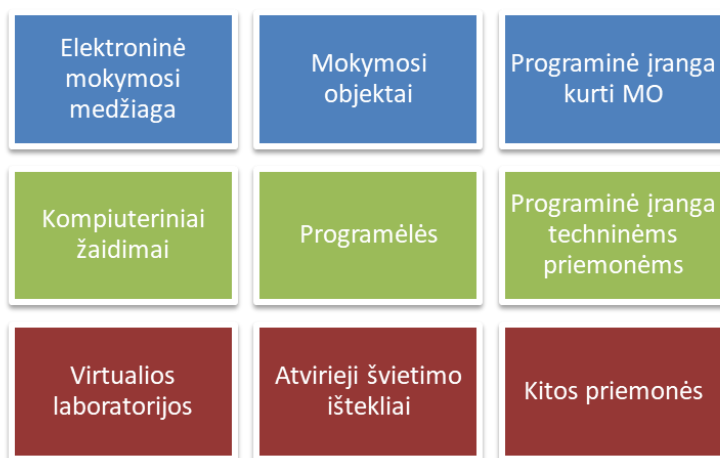 Elektroninė
mokymosi
medžiaga
Mokymosi
objektai
Programinė įranga
kurti MO
Kompiuteriniai
žaidimai
Programėlės
Programinė įranga
techninėms
priemonėms
Virtualios
laboratorijos
Atvirieji švietimo
ištekliai
Kitos priemonės